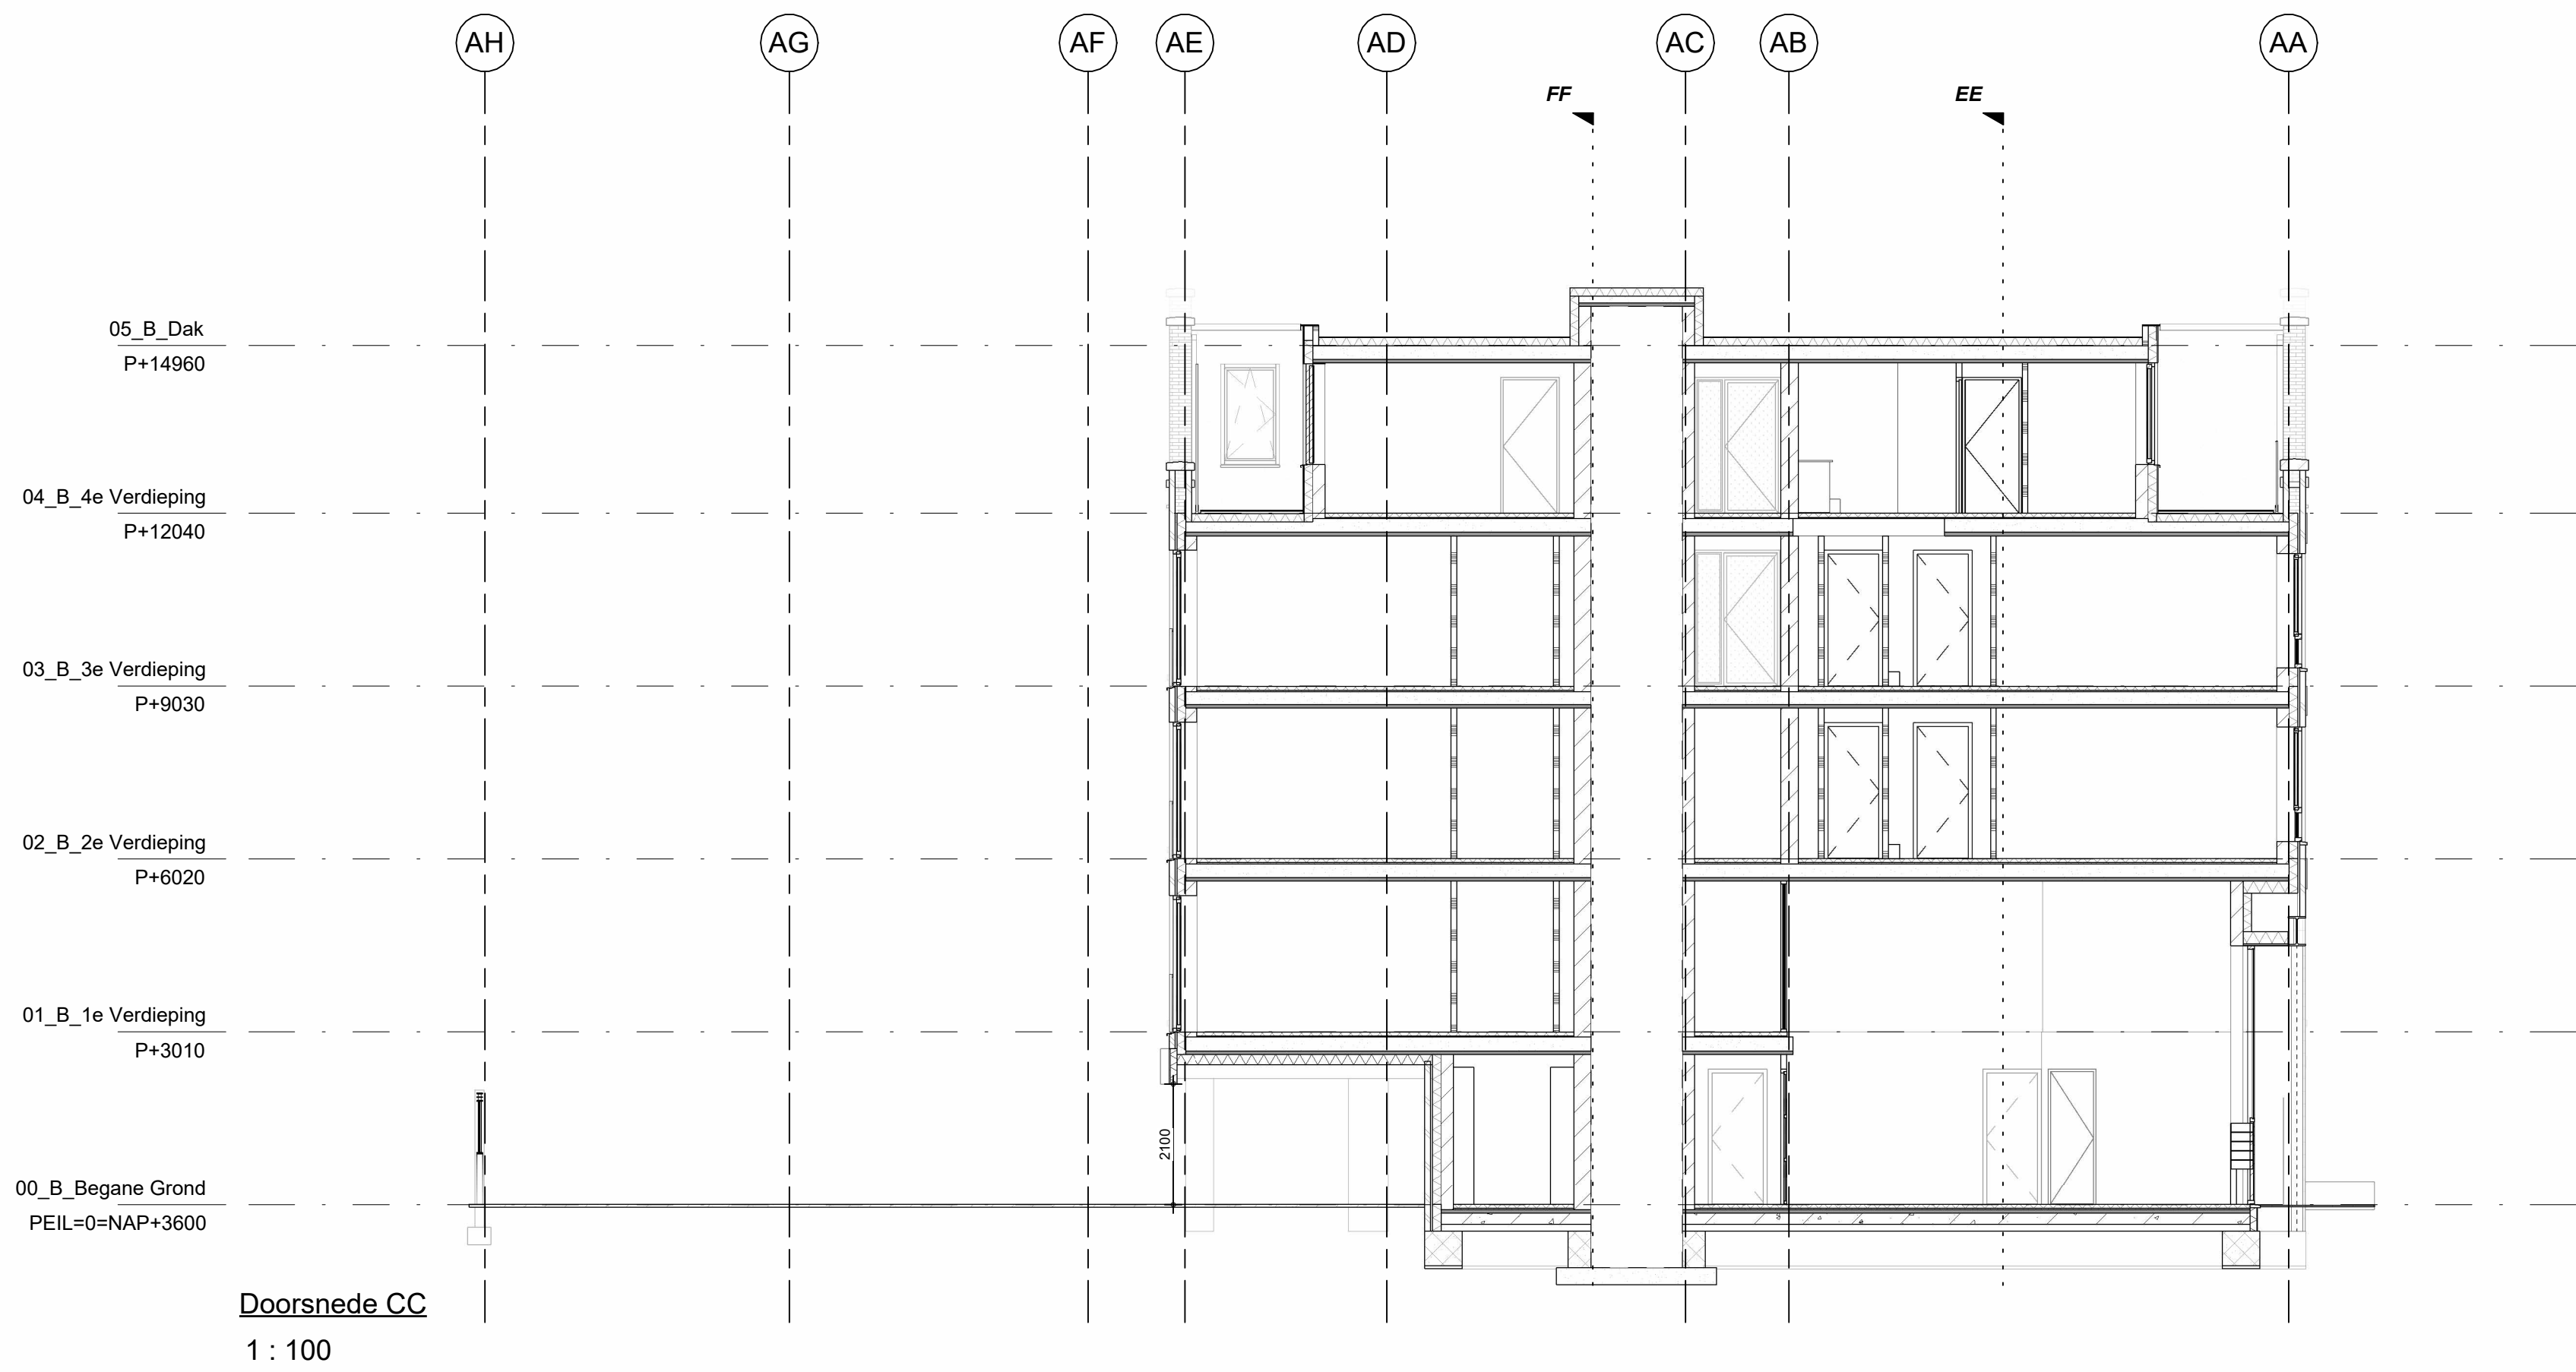 AH
AG
AF
AE
AD
AC
AB
AA
FF
EE
05_B_Dak
P+14960
04_B_4e Verdieping
P+12040
03_B_3e Verdieping
P+9030
02_B_2e Verdieping
P+6020
01_B_1e Verdieping
P+3010
2100
00_B_Begane Grond
PEIL=0=NAP+3600
Doorsnede CC
1 : 100